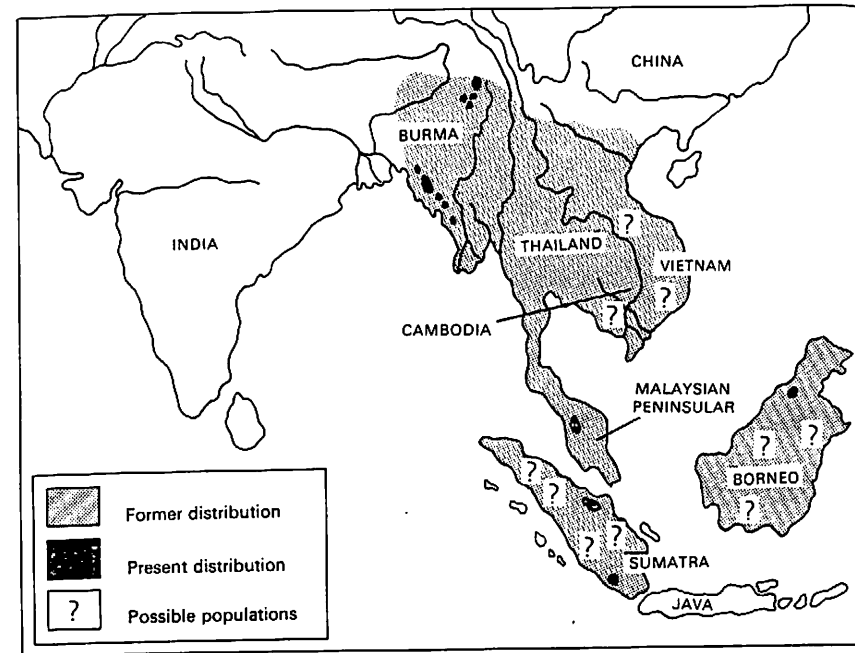 CHINA
BURMA
INDIA
?
THAILAND
VIETNAM
?
?
CAMBODIA
MALAYSIAN
PENINSULAR
?
?
BORNEO
?
?
?
?
?
SUMATRA
JAVA
Former distribution
Present distribution
? Possible populations